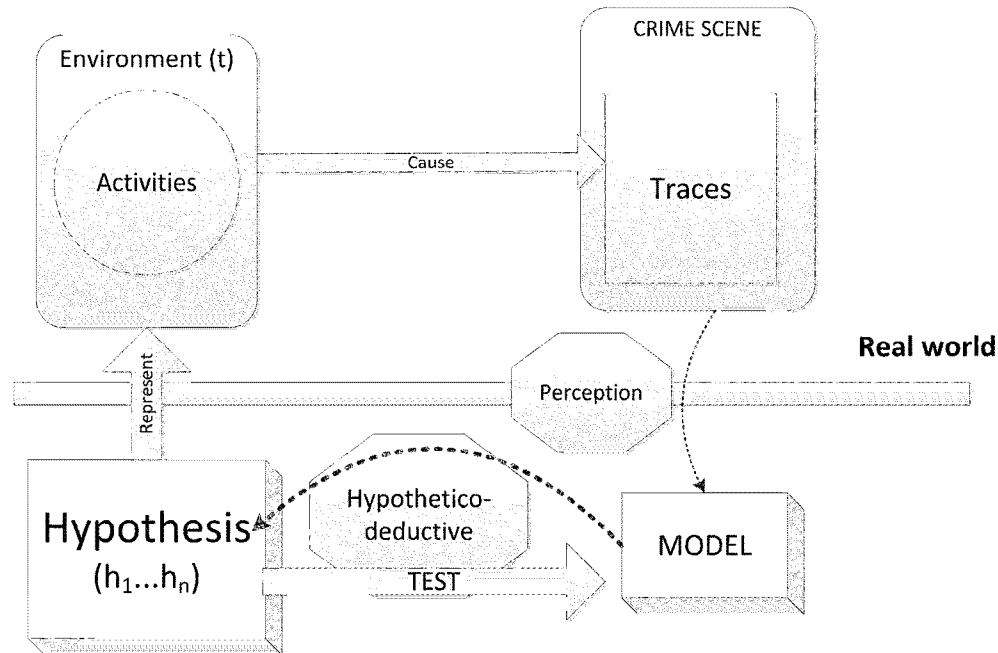 CRIME SCENE
Environment (t)
Activities
Cause
Traces
Real world
Represent
Perception
Hypothesis
(h₁...hₙ)
Hypothetico-
deductive
TEST
MODEL